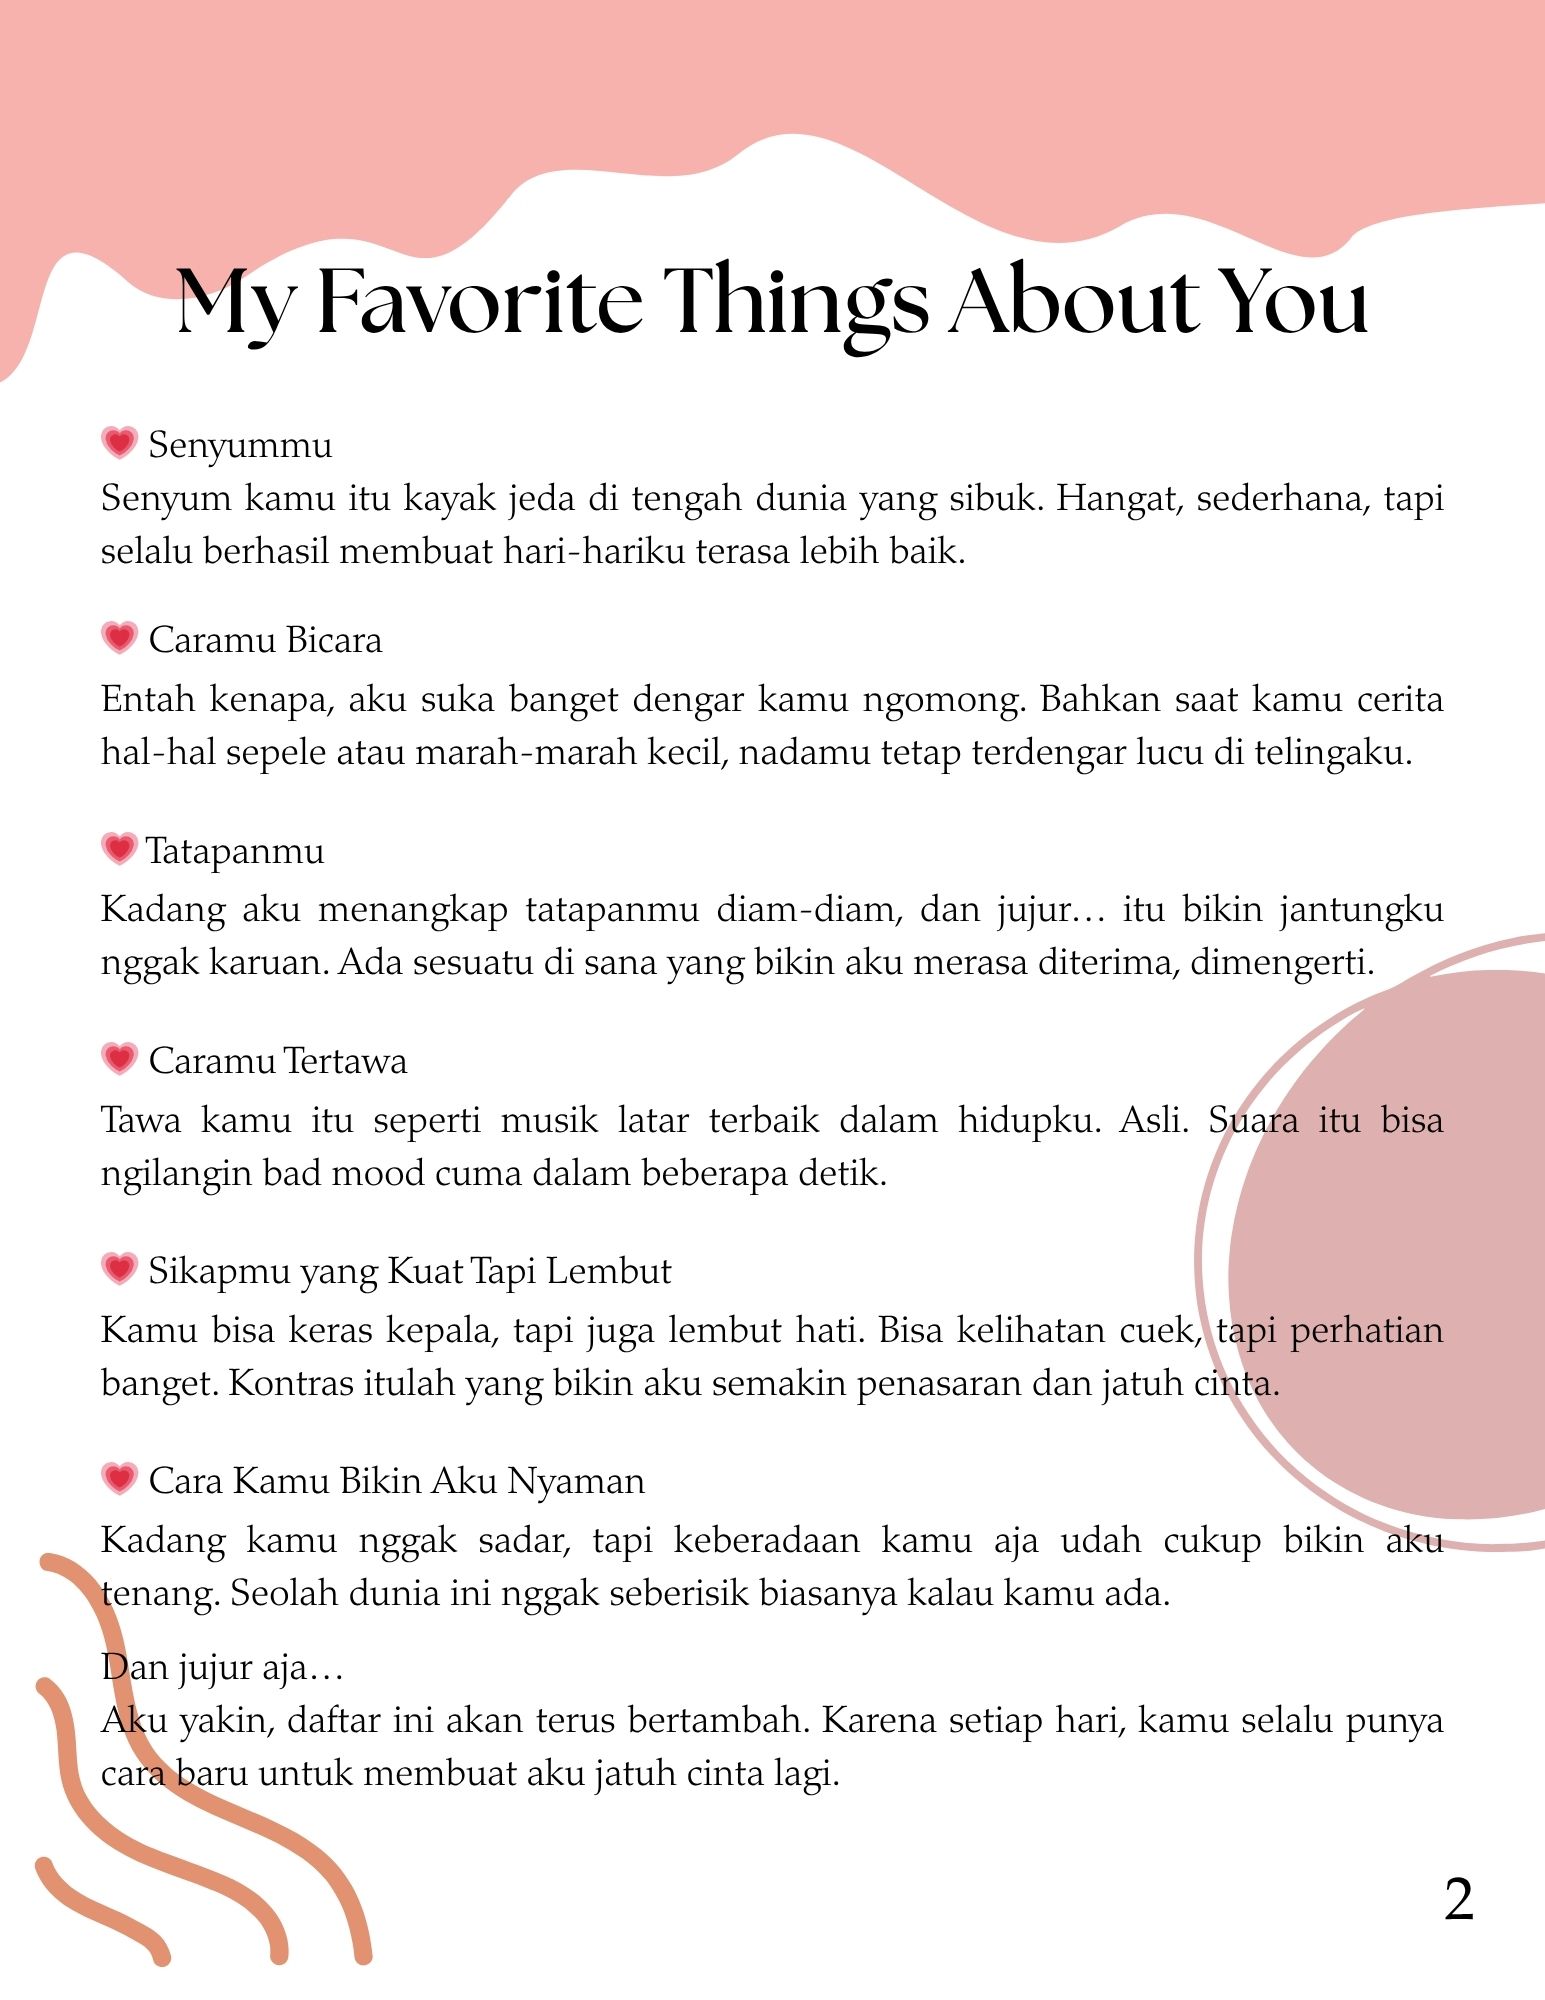 My Favorite Things About You
💗 Senyummu
Senyum kamu itu kayak jeda di tengah dunia yang sibuk. Hangat, sederhana, tapi
selalu berhasil membuat hari-hariku terasa lebih baik.
💗 Caramu Bicara
Entah kenapa, aku suka banget dengar kamu ngomong. Bahkan saat kamu cerita
hal-hal sepele atau marah-marah kecil, nadamu tetap terdengar lucu di telingaku.
💗 Tatapanmu
Kadang aku menangkap tatapanmu diam-diam, dan jujur… itu bikin jantungku
nggak karuan. Ada sesuatu di sana yang bikin aku merasa diterima, dimengerti.
💗 Caramu Tertawa
Tawa kamu itu seperti musik latar terbaik dalam hidupku. Asli. Suara itu bisa
ngilangin bad mood cuma dalam beberapa detik.
💗 Sikapmu yang Kuat Tapi Lembut
Kamu bisa keras kepala, tapi juga lembut hati. Bisa kelihatan cuek, tapi perhatian
banget. Kontras itulah yang bikin aku semakin penasaran dan jatuh cinta.
💗 Cara Kamu Bikin Aku Nyaman
Kadang kamu nggak sadar, tapi keberadaan kamu aja udah cukup bikin aku
tenang. Seolah dunia ini nggak seberisik biasanya kalau kamu ada.
Dan jujur aja…
Aku yakin, daftar ini akan terus bertambah. Karena setiap hari, kamu selalu punya
cara baru untuk membuat aku jatuh cinta lagi.
2